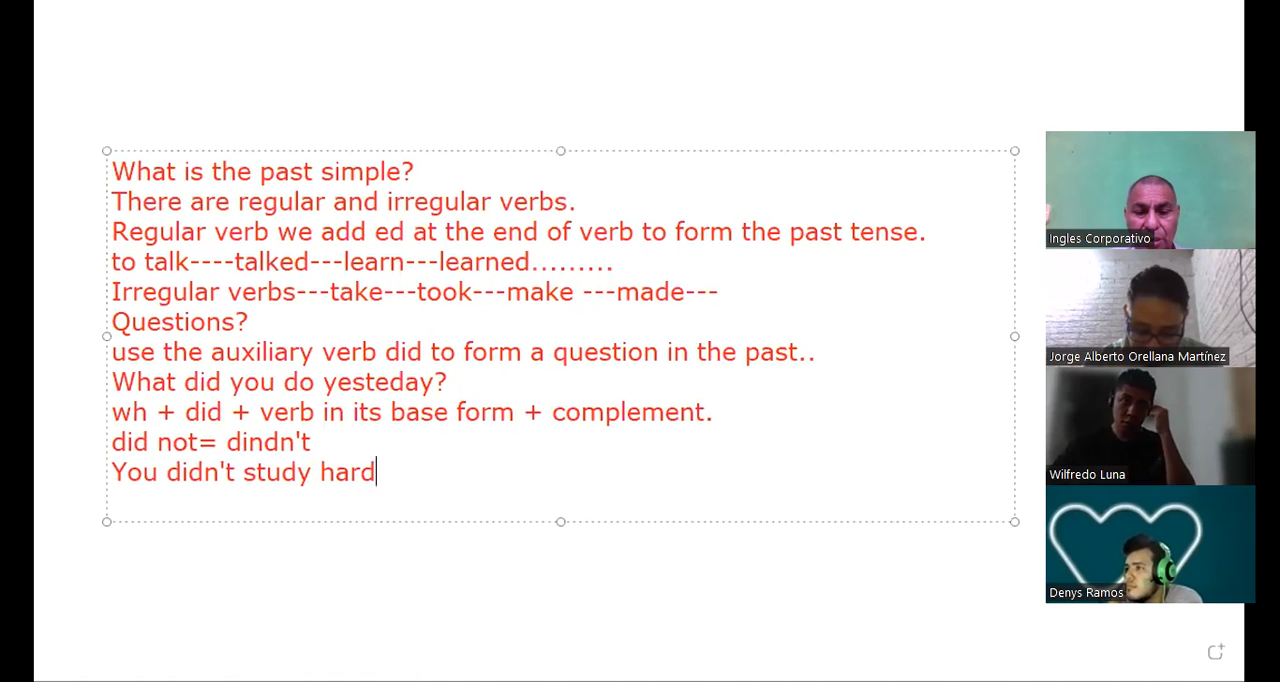 What is the past simple?
There are regular and irregular verbs.
Regular verb we add ed at the end of verb to form the past tense.
to talk----talked---learn---learned.........
Irregular verbs---take---took---make ---made---
Questions?
use the auxiliary verb did to form a question in the past..
What did you do yesteday?
wh + did + verb in its base form + complement.
did not= dindn't
You didn't study hard
Ingles Corporativo
Jorge Alberto Orellana Martínez
Wilfredo Luna
Denys Ramos